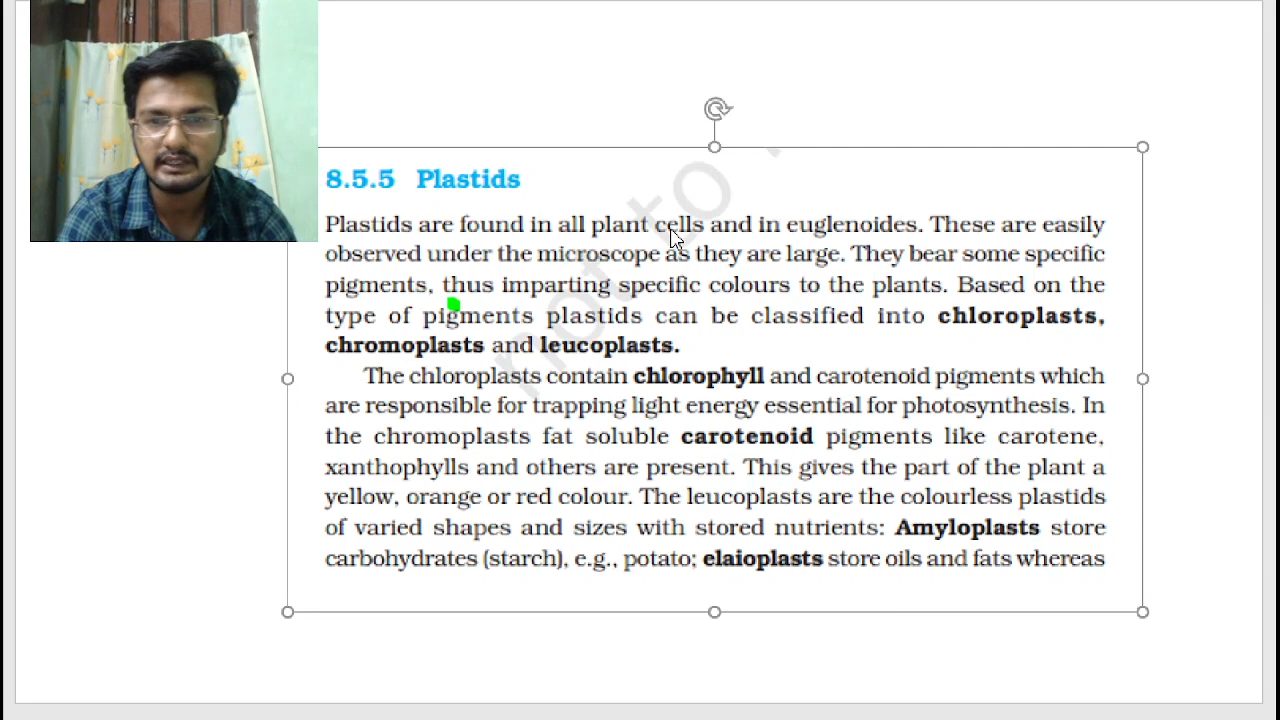 8.5.5 Plastids
Plastids are found in all plant cells and in euglenoides. These are easily
observed under the microscope as they are large. They bear some specific
pigments, thus imparting specific colours to the plants. Based on the
type of pigments plastids can be classified into chloroplasts,
chromoplasts and leucoplasts.
The chloroplasts contain chlorophyll and carotenoid pigments which
are responsible for trapping light energy essential for photosynthesis. In
the chromoplasts fat soluble carotenoid pigments like carotene,
xanthophylls and others are present. This gives the part of the plant a
yellow, orange or red colour. The leucoplasts are the colourless plastids
of varied shapes and sizes with stored nutrients: Amyloplasts store
carbohydrates (starch), e.g., potato; elaioplasts store oils and fats whereas
not to